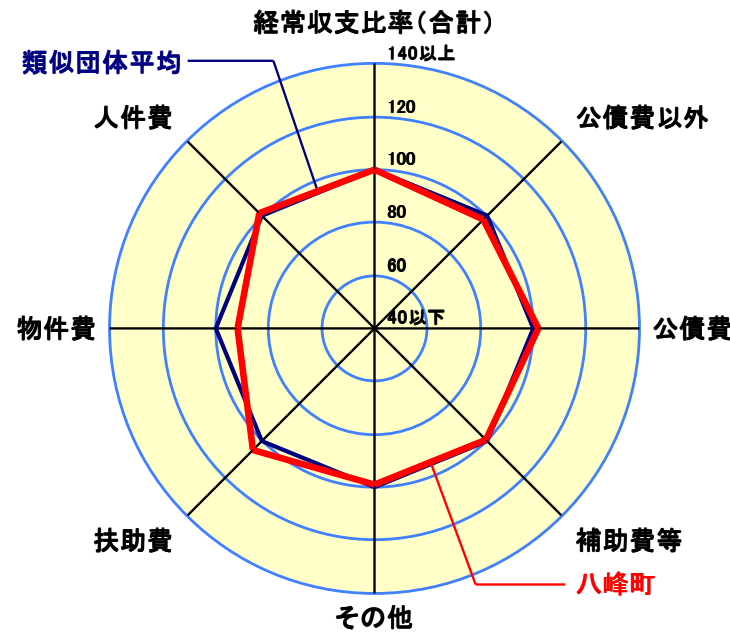 経常収支比率(合計)
140以上
類似団体平均
人件費
公債費以外
120
100
80
60
40以下
物件費
公債費
扶助費
補助費等
八峰町
その他